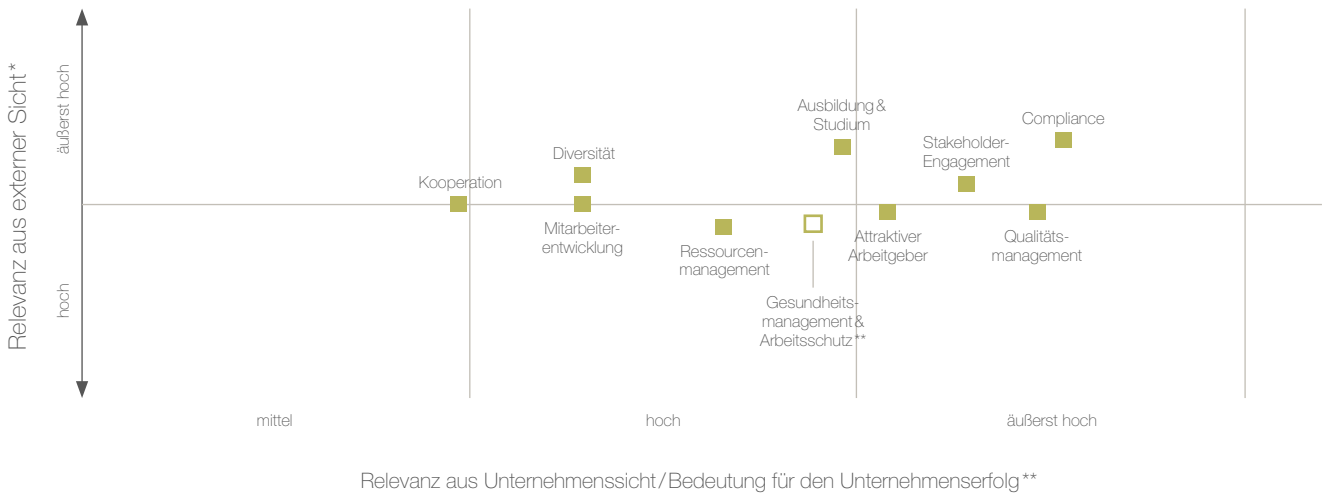 Relevanz aus externer Sicht*
äußerst hoch
hoch
Kooperation
Diversität
Mitarbeiter-
entwicklung
Ressourcen-
management
Ausbildung &
Studium
Gesundheits-
management &
Arbeitsschutz**
Attraktiver
Arbeitgeber
Stakeholder-
Engagement
Compliance
Qualitäts-
management
mittel
hoch
äußerst hoch
Relevanz aus Unternehmenssicht/Bedeutung für den Unternehmenserfolg**